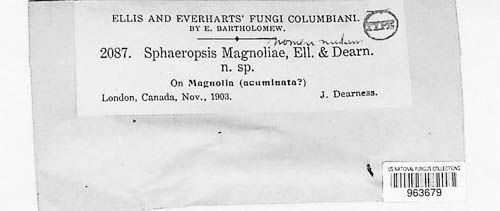 ELLIS AND EVERHARTS' FUNGI COLUMBIANI.
BY E. BARTHOLOMEW.
TYPE
nomen nudum
2087. Sphaeropsis Magnoliae, Ell. & Dearn.
n. sp.
On Magnolia (acuminata?)
London, Canada, Nov., 1903. J. Dearness.
US NATIONAL FUNGUS COLLECTIONS
963679